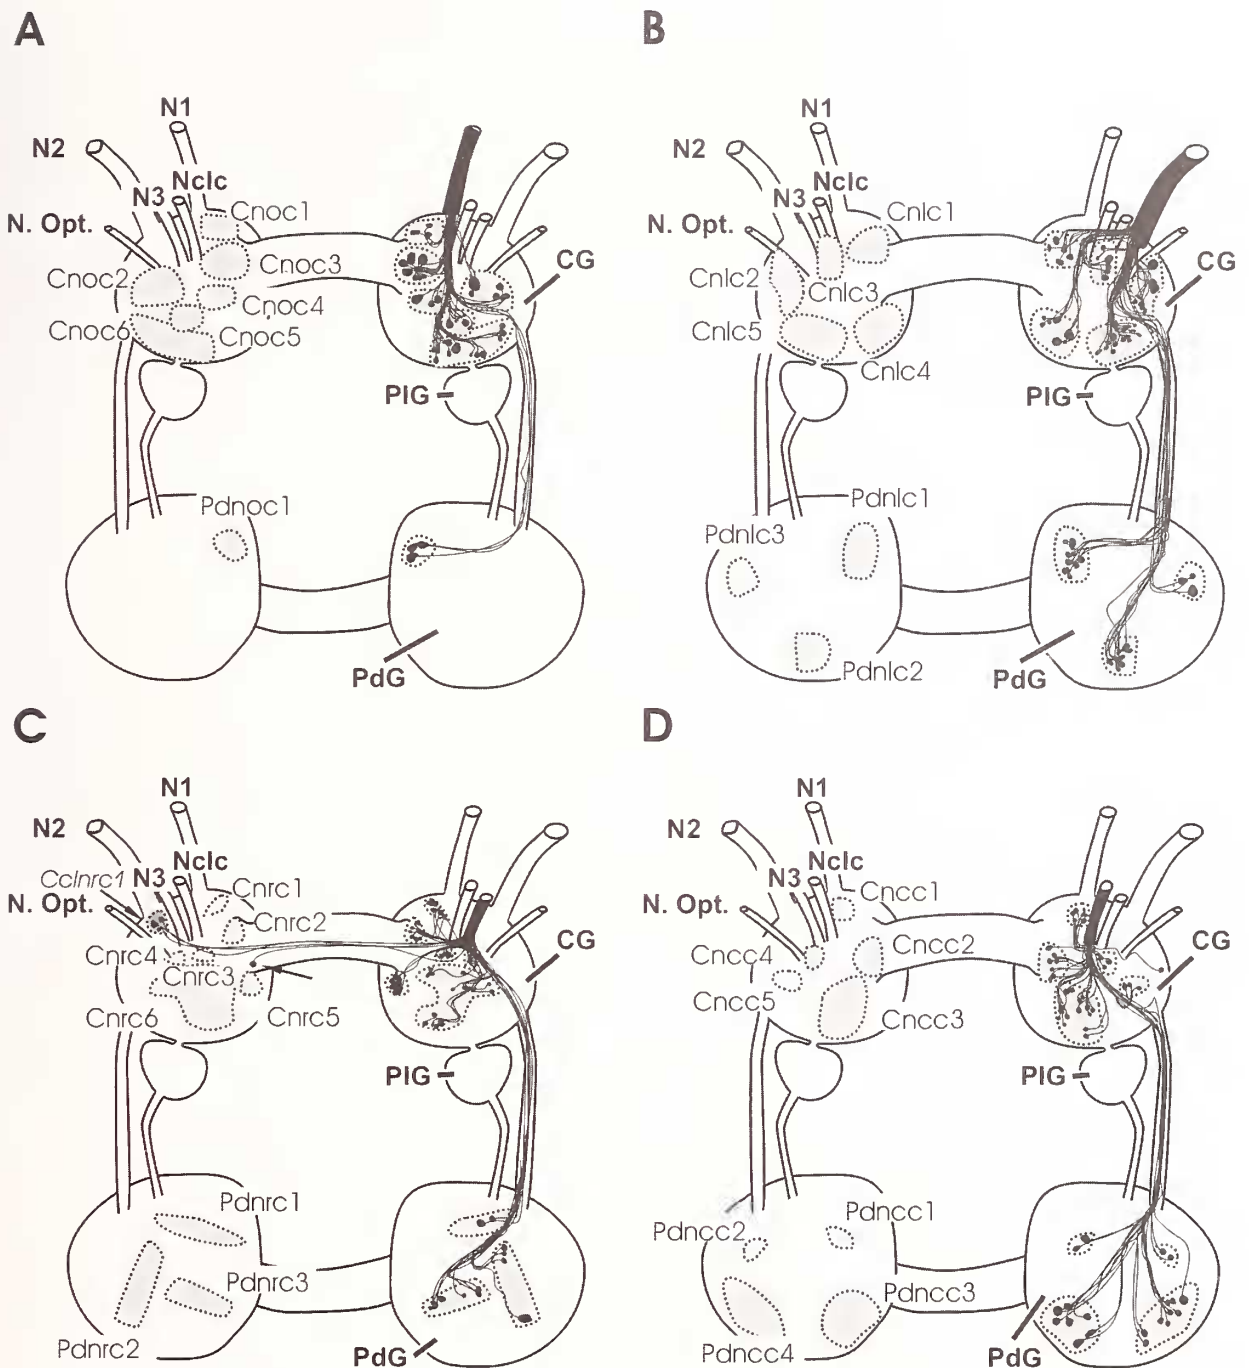 A
N1
N2
Nclc
N3
N. Opt.
Cnoc1
Cnoc2
Cnoc3
CG
Cnoc4
Cnoc6
Cnoc5
PlG
Pdnoc1
PdG
B
N1
N2
Nclc
N3
N. Opt.
Cnlc1
CG
Cnlc2
Cnlc3
Cnlc5
Cnlc4
PlG
Pdnlc1
Pdnlc3
Pdnlc2
PdG
C
N1
N2
Nclc
Cclnrc1
N3
Cnrc1
N. Opt.
Cnrc2
CG
Cnrc4
Cnrc3
Cnrc6
Cnrc5
PlG
Pdnrc1
Pdnrc3
Pdnrc2
PdG
D
N1
N2
Nclc
N3
Cncc1
N. Opt.
CG
Cncc4
Cncc2
Cncc5
Cncc3
PlG
Pdncc1
Pdncc2
Pdncc3
Pdncc4
PdG